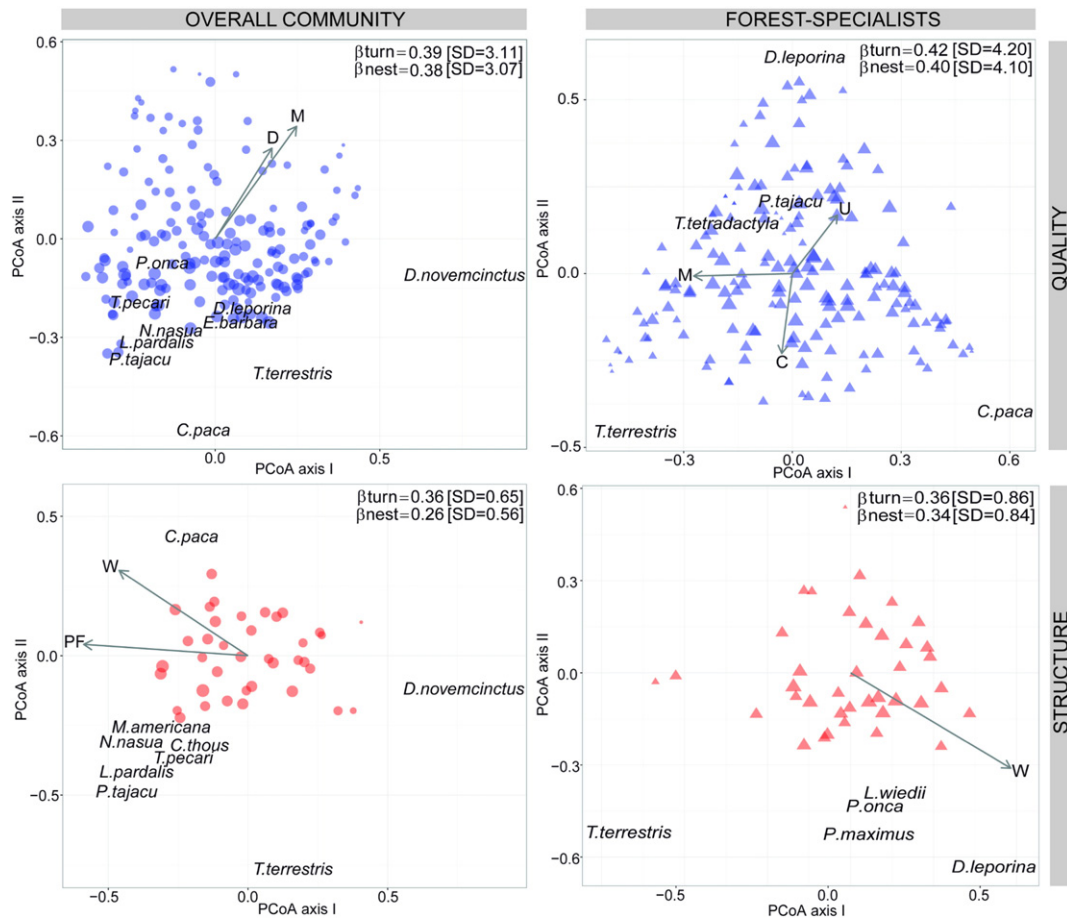 OVERALL COMMUNITY
FOREST-SPECIALISTS
QUALITY
STRUCTURE
βturn=0.39 [SD=3.11]
βnest=0.38 [SD=3.07]
0.6
0.3
0.0
−0.3
−0.6
PCoA axis II
M
D
P.onca
D.novemcinctus
T.pecari
D.leporina
E.barbara
N.nasua
L.pardalis
P.tajacu
T.terrestris
C.paca
0.0
0.5
PCoA axis I
βturn=0.42 [SD=4.20]
βnest=0.40 [SD=4.10]
D.leporina
0.5
0.0
−0.5
PCoA axis II
P.tajacu
U
T.tetradactyla
M
C
C.paca
T.terrestris
−0.3
0.0
0.3
0.6
PCoA axis I
βturn=0.36 [SD=0.65]
βnest=0.26 [SD=0.56]
0.5
0.0
−0.5
PCoA axis II
C.paca
W
PF
D.novemcinctus
M.americana
N.nasua
C.thous
T.pecari
L.pardalis
P.tajacu
T.terrestris
−0.5
0.0
0.5
PCoA axis I
βturn=0.36 [SD=0.86]
βnest=0.34 [SD=0.84]
0.6
0.3
0.0
−0.3
−0.6
PCoA axis II
W
L.wiedii
P.onca
T.terrestris
P.maximus
D.leporina
−0.5
0.0
0.5
PCoA axis I